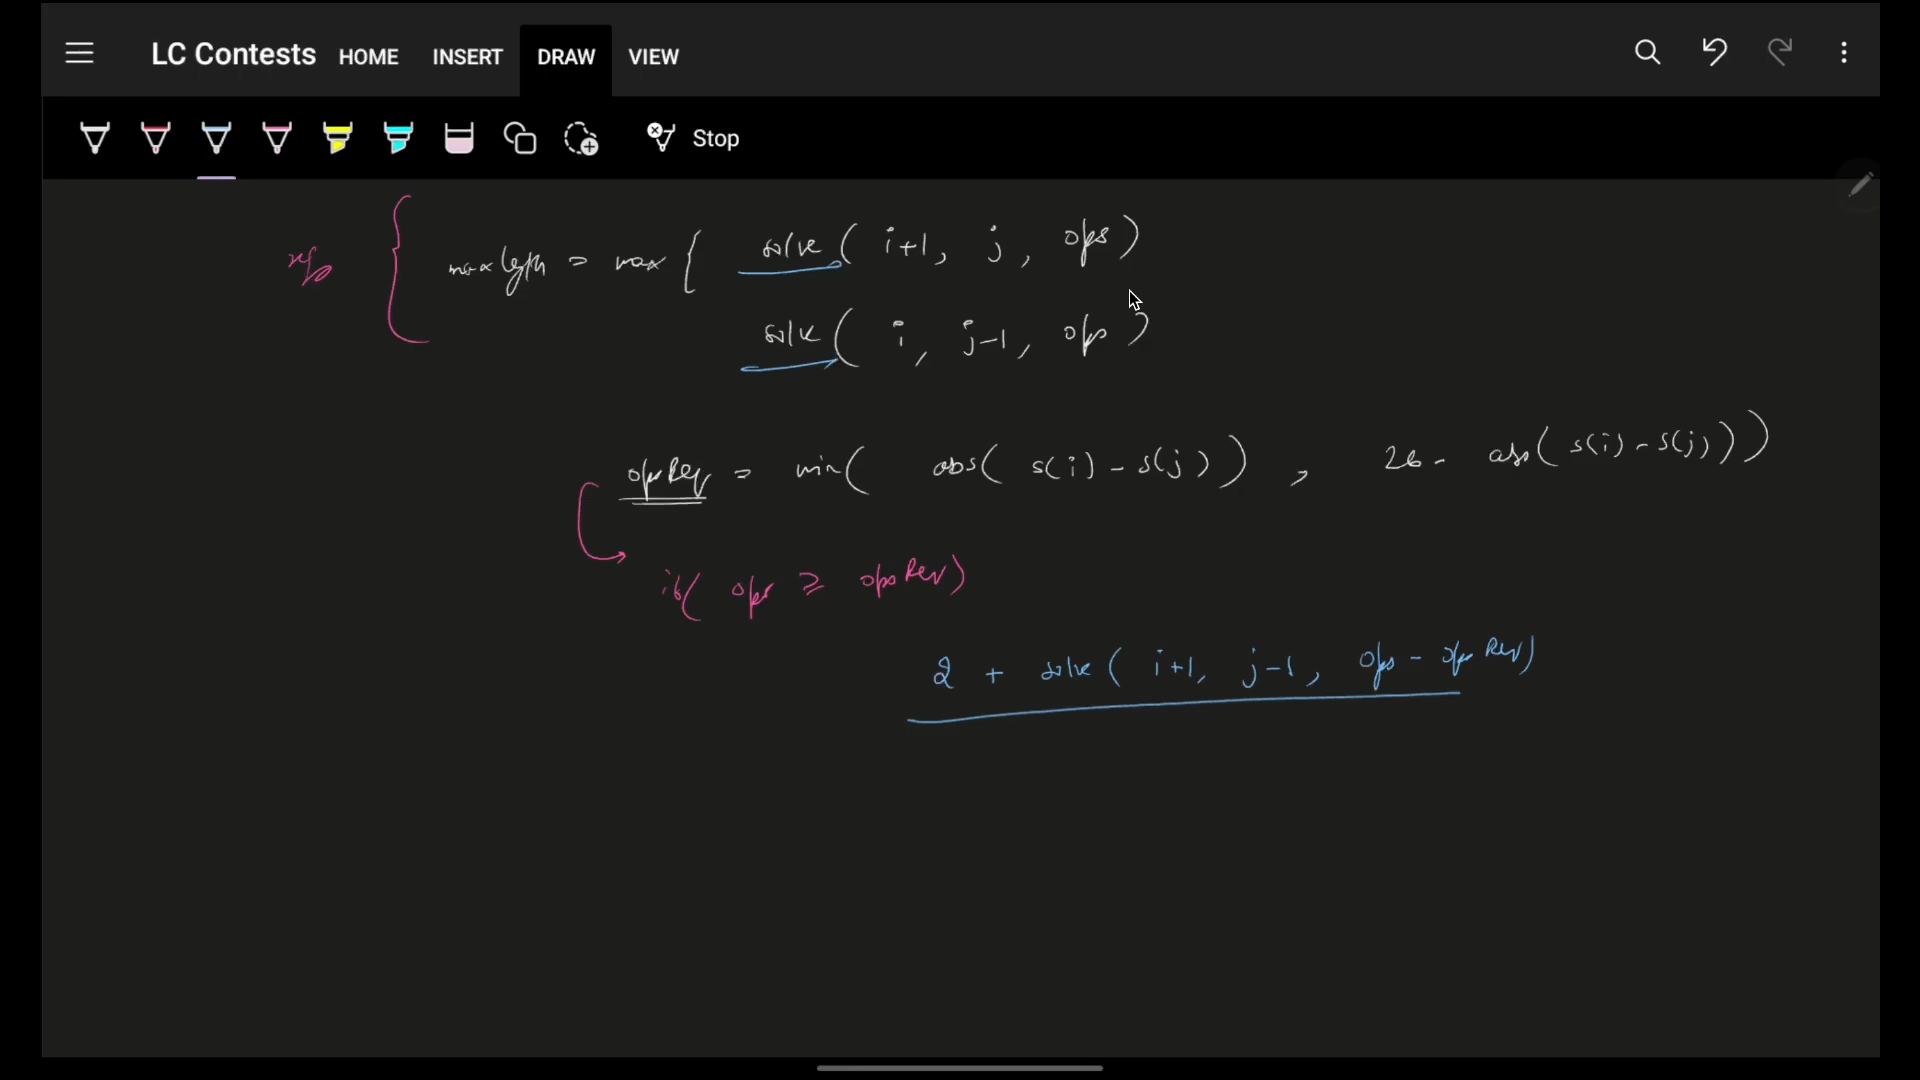 LC Contests HOME INSERT DRAW VIEW
Stop
maxlength = max { solve ( i+1, j, ops )
solve ( i, j-1, ops )
opsReq = min( abs( s(i) - s(j) ) , 26 - abs( s(i) - s(j) ) )
if( ops ≥ opsReq )
2 + solve ( i+1, j-1, ops - opsReq )